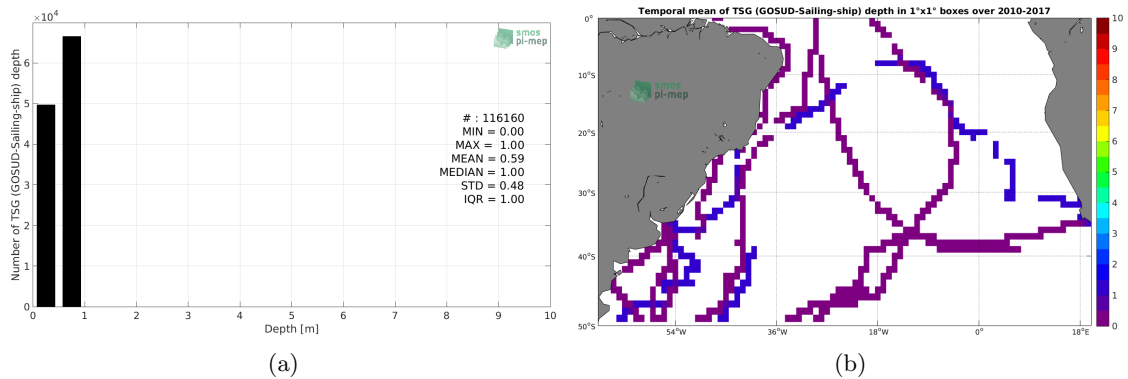 ×10⁴
6
5
4
3
2
1
0
Number of TSG (GOSUD-Sailing-ship) depth
smos
pi-mep
# : 116160
MIN = 0.00
MAX = 1.00
MEAN = 0.59
MEDIAN = 1.00
STD = 0.48
IQR = 1.00
0 1 2 3 4 5 6 7 8 9 10
Depth [m]
(a)
Temporal mean of TSG (GOSUD-Sailing-ship) depth in 1°x1° boxes over 2010-2017
0°
10°S
20°S
30°S
40°S
50°S
smos
pi-mep
54°W 36°W 18°W 0° 18°E
10
9
8
7
6
5
4
3
2
1
0
(b)